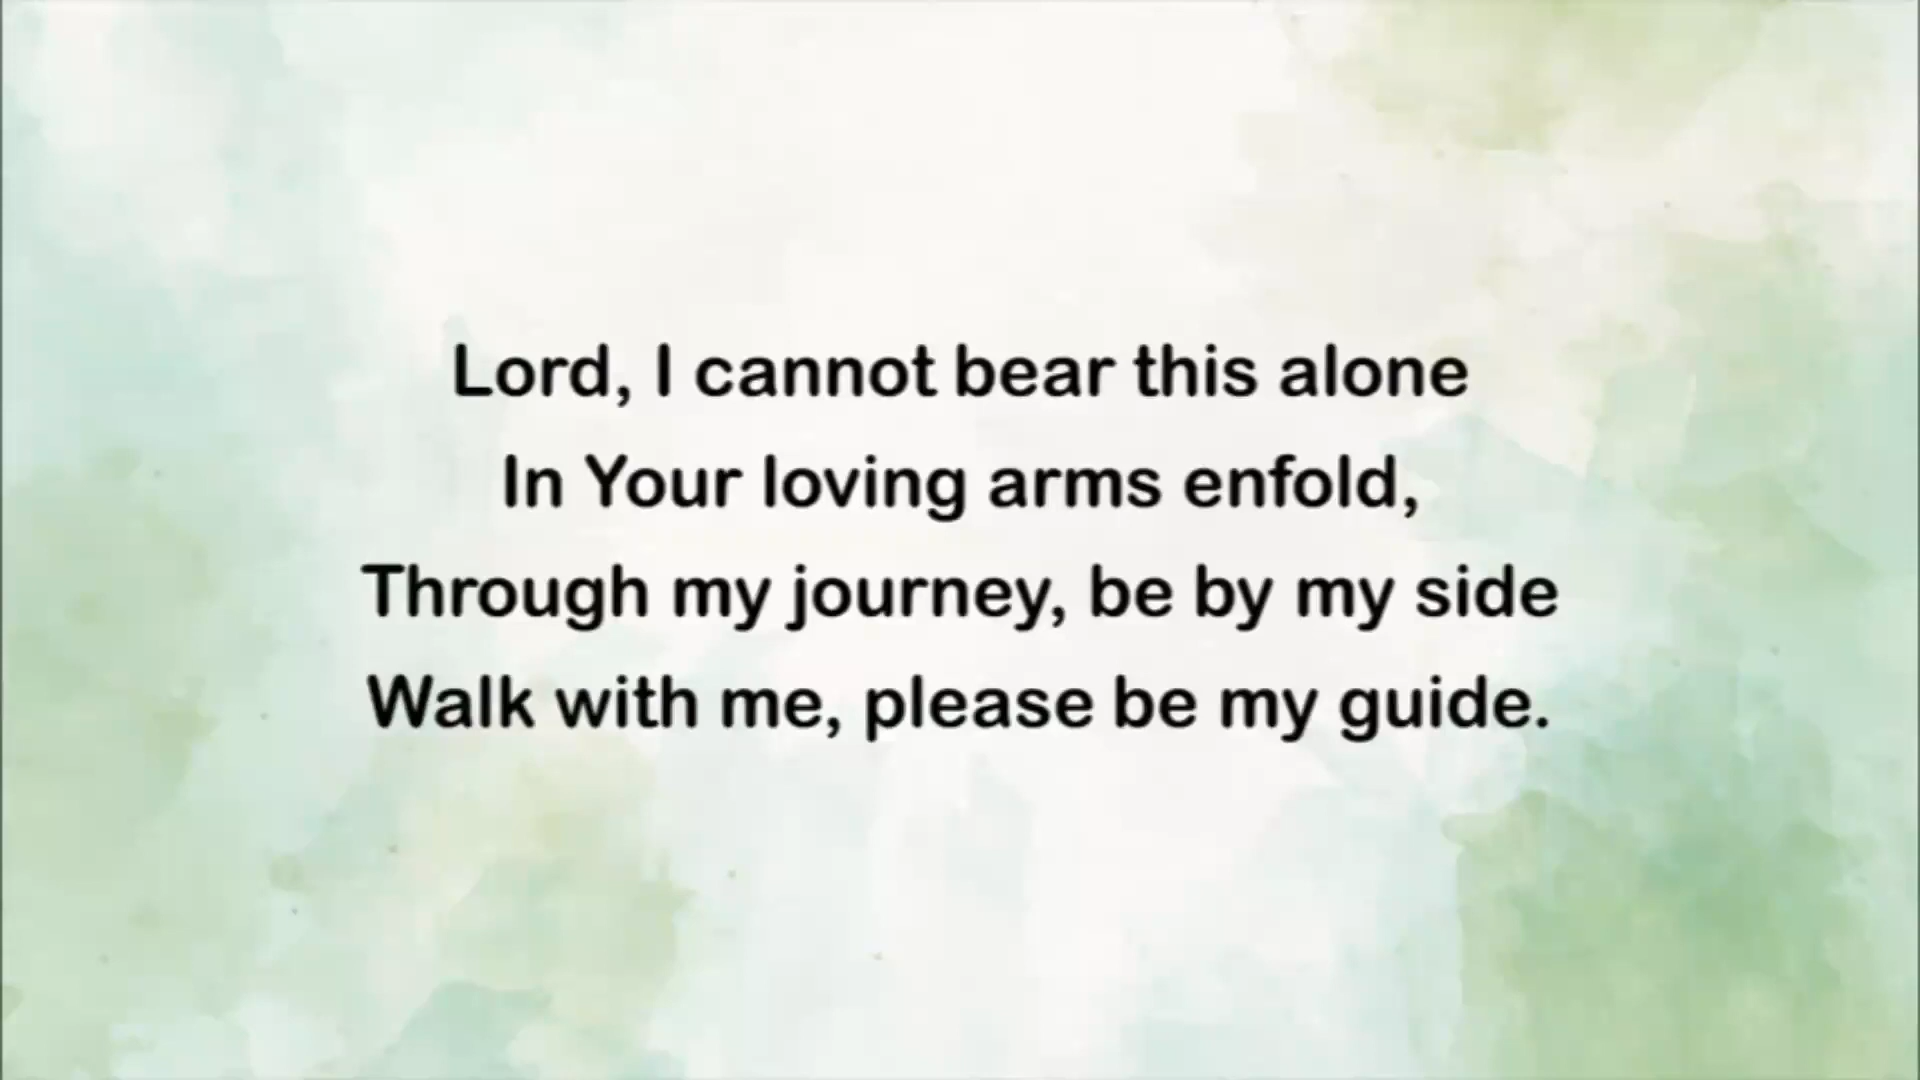 Lord, I cannot bear this alone
In Your loving arms enfold,
Through my journey, be by my side
Walk with me, please be my guide.